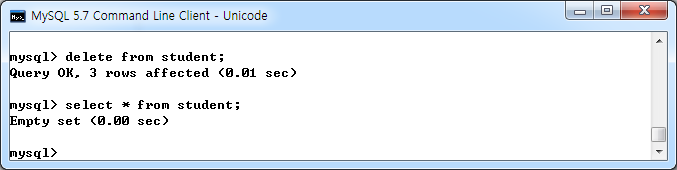 MySQL 5.7 Command Line Client - Unicode
mysql> delete from student;
Query OK, 3 rows affected (0.01 sec)
mysql> select * from student;
Empty set (0.00 sec)
mysql>